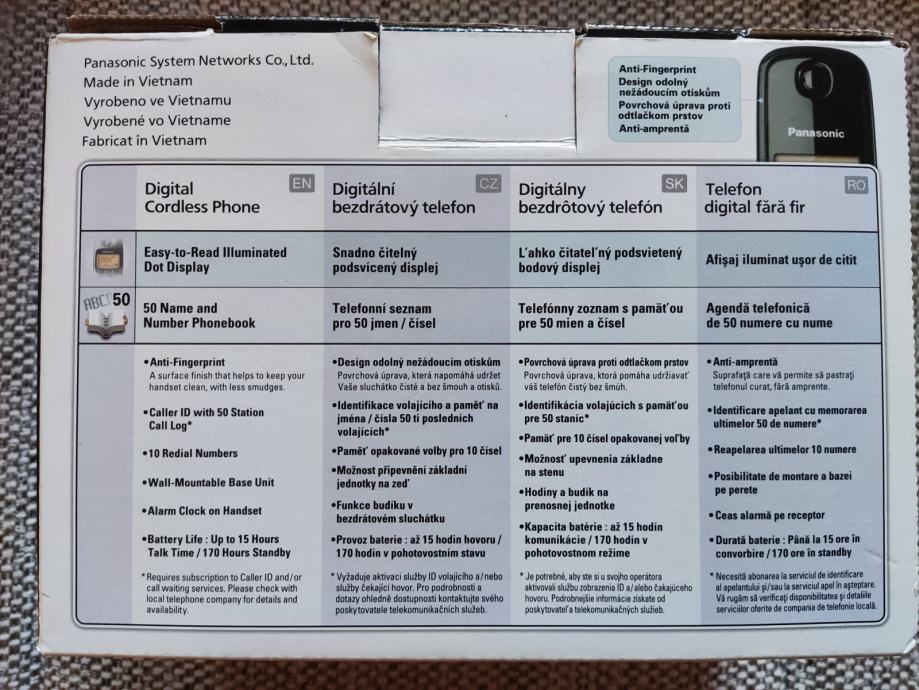 Panasonic System Networks Co., Ltd.
Made in Vietnam
Vyrobeno ve Vietnamu
Vyrobené vo Vietname
Fabricat în Vietnam
Anti-Fingerprint
Design odolný
nežádoucím otiskům
Povrchová úprava proti
odtlačkom prstov
Anti-amprentă
Panasonic
Digital
Cordless Phone
EN
Easy-to-Read Illuminated
Dot Display
ABC 50
50 Name and
Number Phonebook
•Anti-Fingerprint
A surface finish that helps to keep your
handset clean, with less smudges.
•Caller ID with 50 Station
Call Log*
•10 Redial Numbers
•Wall-Mountable Base Unit
•Alarm Clock on Handset
•Battery Life : Up to 15 Hours
Talk Time / 170 Hours Standby
* Requires subscription to Caller ID and/or
call waiting services. Please check with
local telephone company for details and
availability.
Digitální
bezdrátový telefon
CZ
Snadno čitelný
podsvícený displej
Telefonní seznam
pro 50 jmen / čísel
•Design odolný nežádoucím otiskům
Povrchová úprava, která napomáhá udržet
Vaše sluchátko čisté a bez šmouh a otisků.
•Identifikace volajícího a paměť na
jména / čísla 50 ti posledních
volajících*
•Paměť opakované volby pro 10 čísel
•Možnost připevnění základní
jednotky na zeď
•Funkce budíku v
bezdrátovém sluchátku
•Provoz baterie : až 15 hodin hovoru /
170 hodin v pohotovostním stavu
* Vyžaduje aktivaci služby ID volajícího a/nebo
služby čekající hovor. Pro podrobnosti a
dotazy ohledně dostupnosti kontaktujte svého
poskytovatele telekomunikačních služeb.
Digitálny
bezdrôtový telefón
SK
Ľahko čitateľný podsvietený
bodový displej
Telefónny zoznam s pamäťou
pre 50 mien a čísel
•Povrchová úprava proti odtlačkom prstov
Povrchová úprava, ktorá pomáha udržiavať
váš telefón čistý bez šmúh.
•Identifikácia volajúcich s pamäťou
pre 50 staníc*
•Pamäť pre 10 čísel opakovanej voľby
•Možnosť upevnenia základne
na stenu
•Hodiny a budík na
prenosnej jednotke
•Kapacita batérie : až 15 hodín
komunikácie / 170 hodín v
pohotovostnom režime
* Je potrebné, aby ste si u svojho operátora
aktivovali službu zobrazenia ID a/alebo čakajúceho
hovoru. Podrobnejšie informácie získate od
poskytovateľa telekomunikačných služieb.
Telefon
digital fără fir
RO
Afişaj iluminat uşor de citit
Agendă telefonică
de 50 numere cu nume
•Anti-amprentă
Suprafaţă care vă permite să pastraţi
telefonul curat, fără amprente.
•Identificare apelant cu memorarea
ultimelor 50 de numere*
•Reapelarea ultimelor 10 numere
•Posibilitate de montare a bazei
pe perete
•Ceas alarmă pe receptor
•Durată baterie : Până la 15 ore în
convorbire / 170 ore în standby
* Necesită abonarea la serviciul de identificare
al apelantului şi/sau la serviciul apel în aşteptare.
Vă rugăm să verificaţi disponibilitatea şi detaliile
serviciilor oferite de compania de telefonie locală.